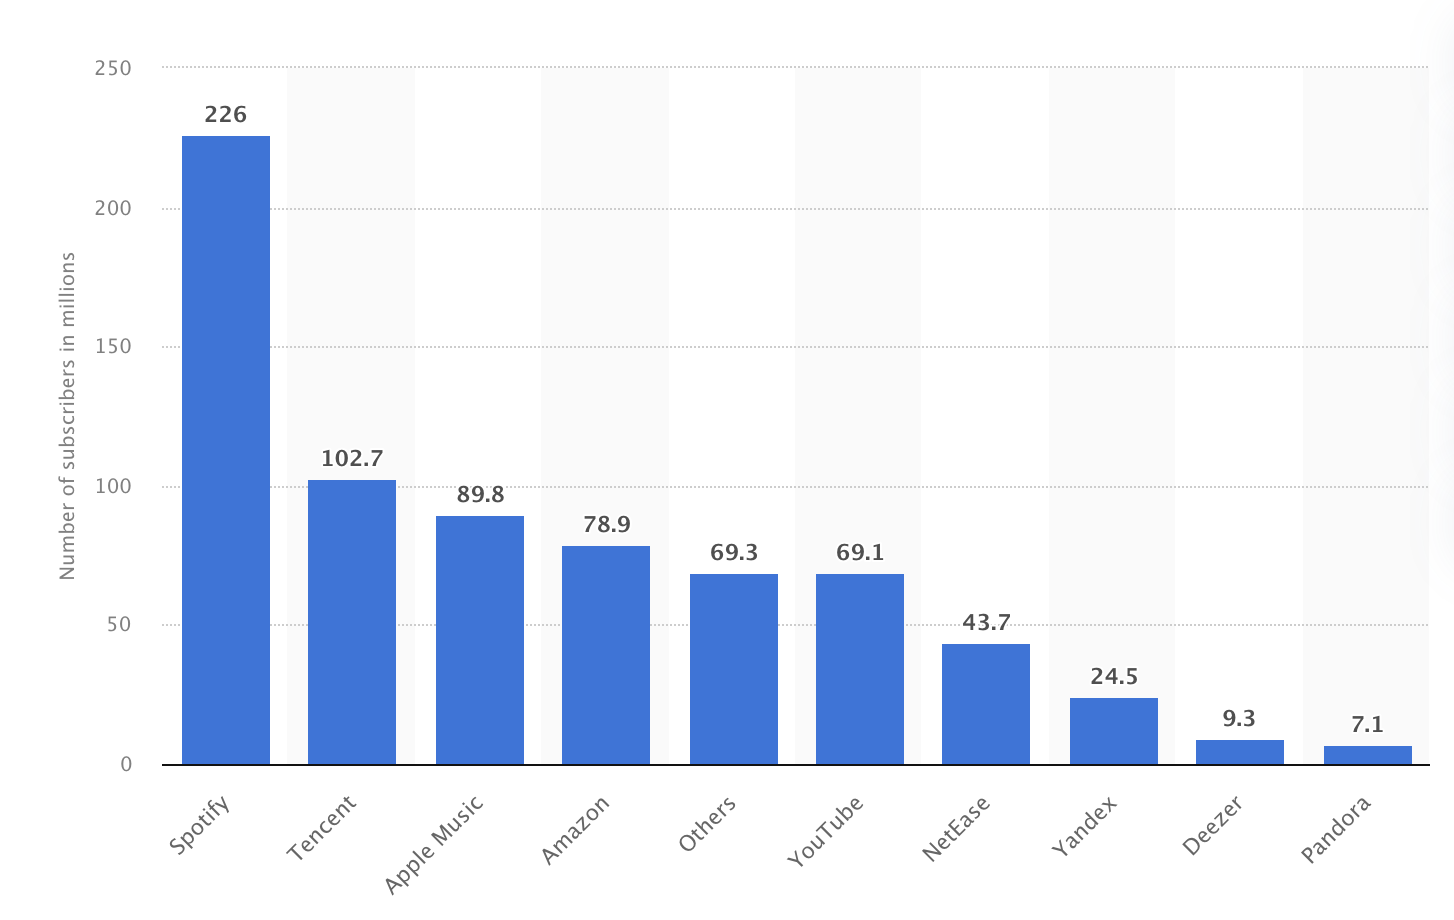 Number of subscribers in millions
250
200
150
100
50
0
226
102.7
89.8
78.9
69.3
69.1
43.7
24.5
9.3
7.1
Spotify
Tencent
Apple Music
Amazon
Others
YouTube
NetEase
Yandex
Deezer
Pandora